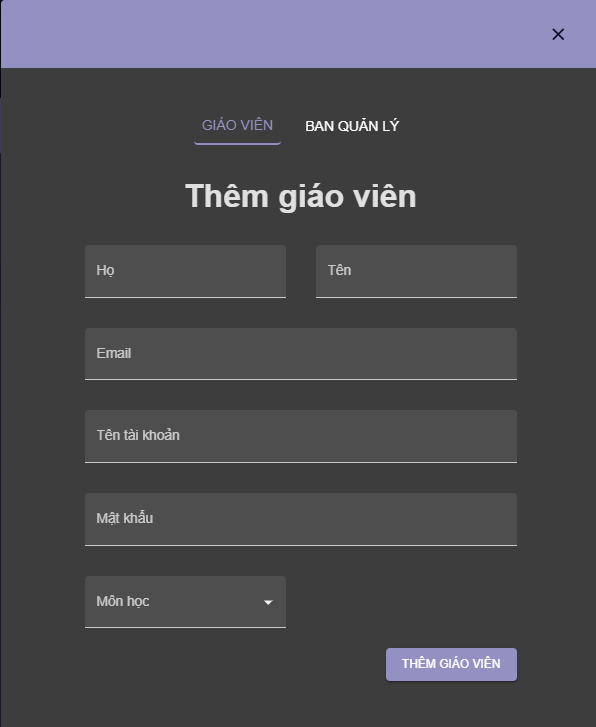 GIÁO VIÊN BAN QUẢN LÝ
Thêm giáo viên
Họ Tên
Email
Tên tài khoản
Mật khẩu
Môn học
THÊM GIÁO VIÊN